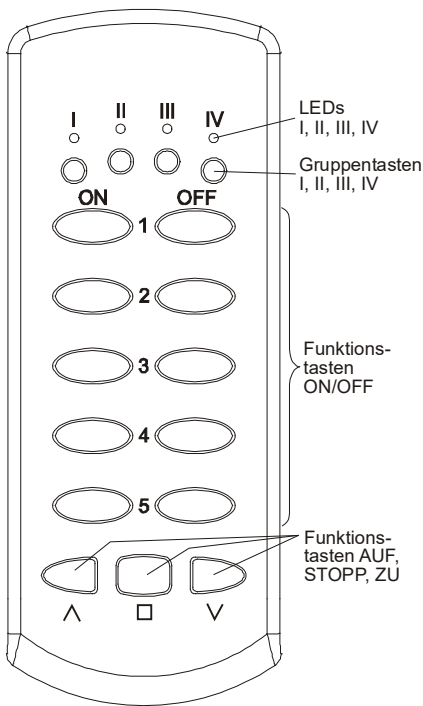 I II III IV
LEDs
I, II, III, IV
Gruppentasten
I, II, III, IV
ON OFF
1
2
3
Funktions-
tasten
ON/OFF
4
5
Funktions-
tasten AUF,
STOPP, ZU